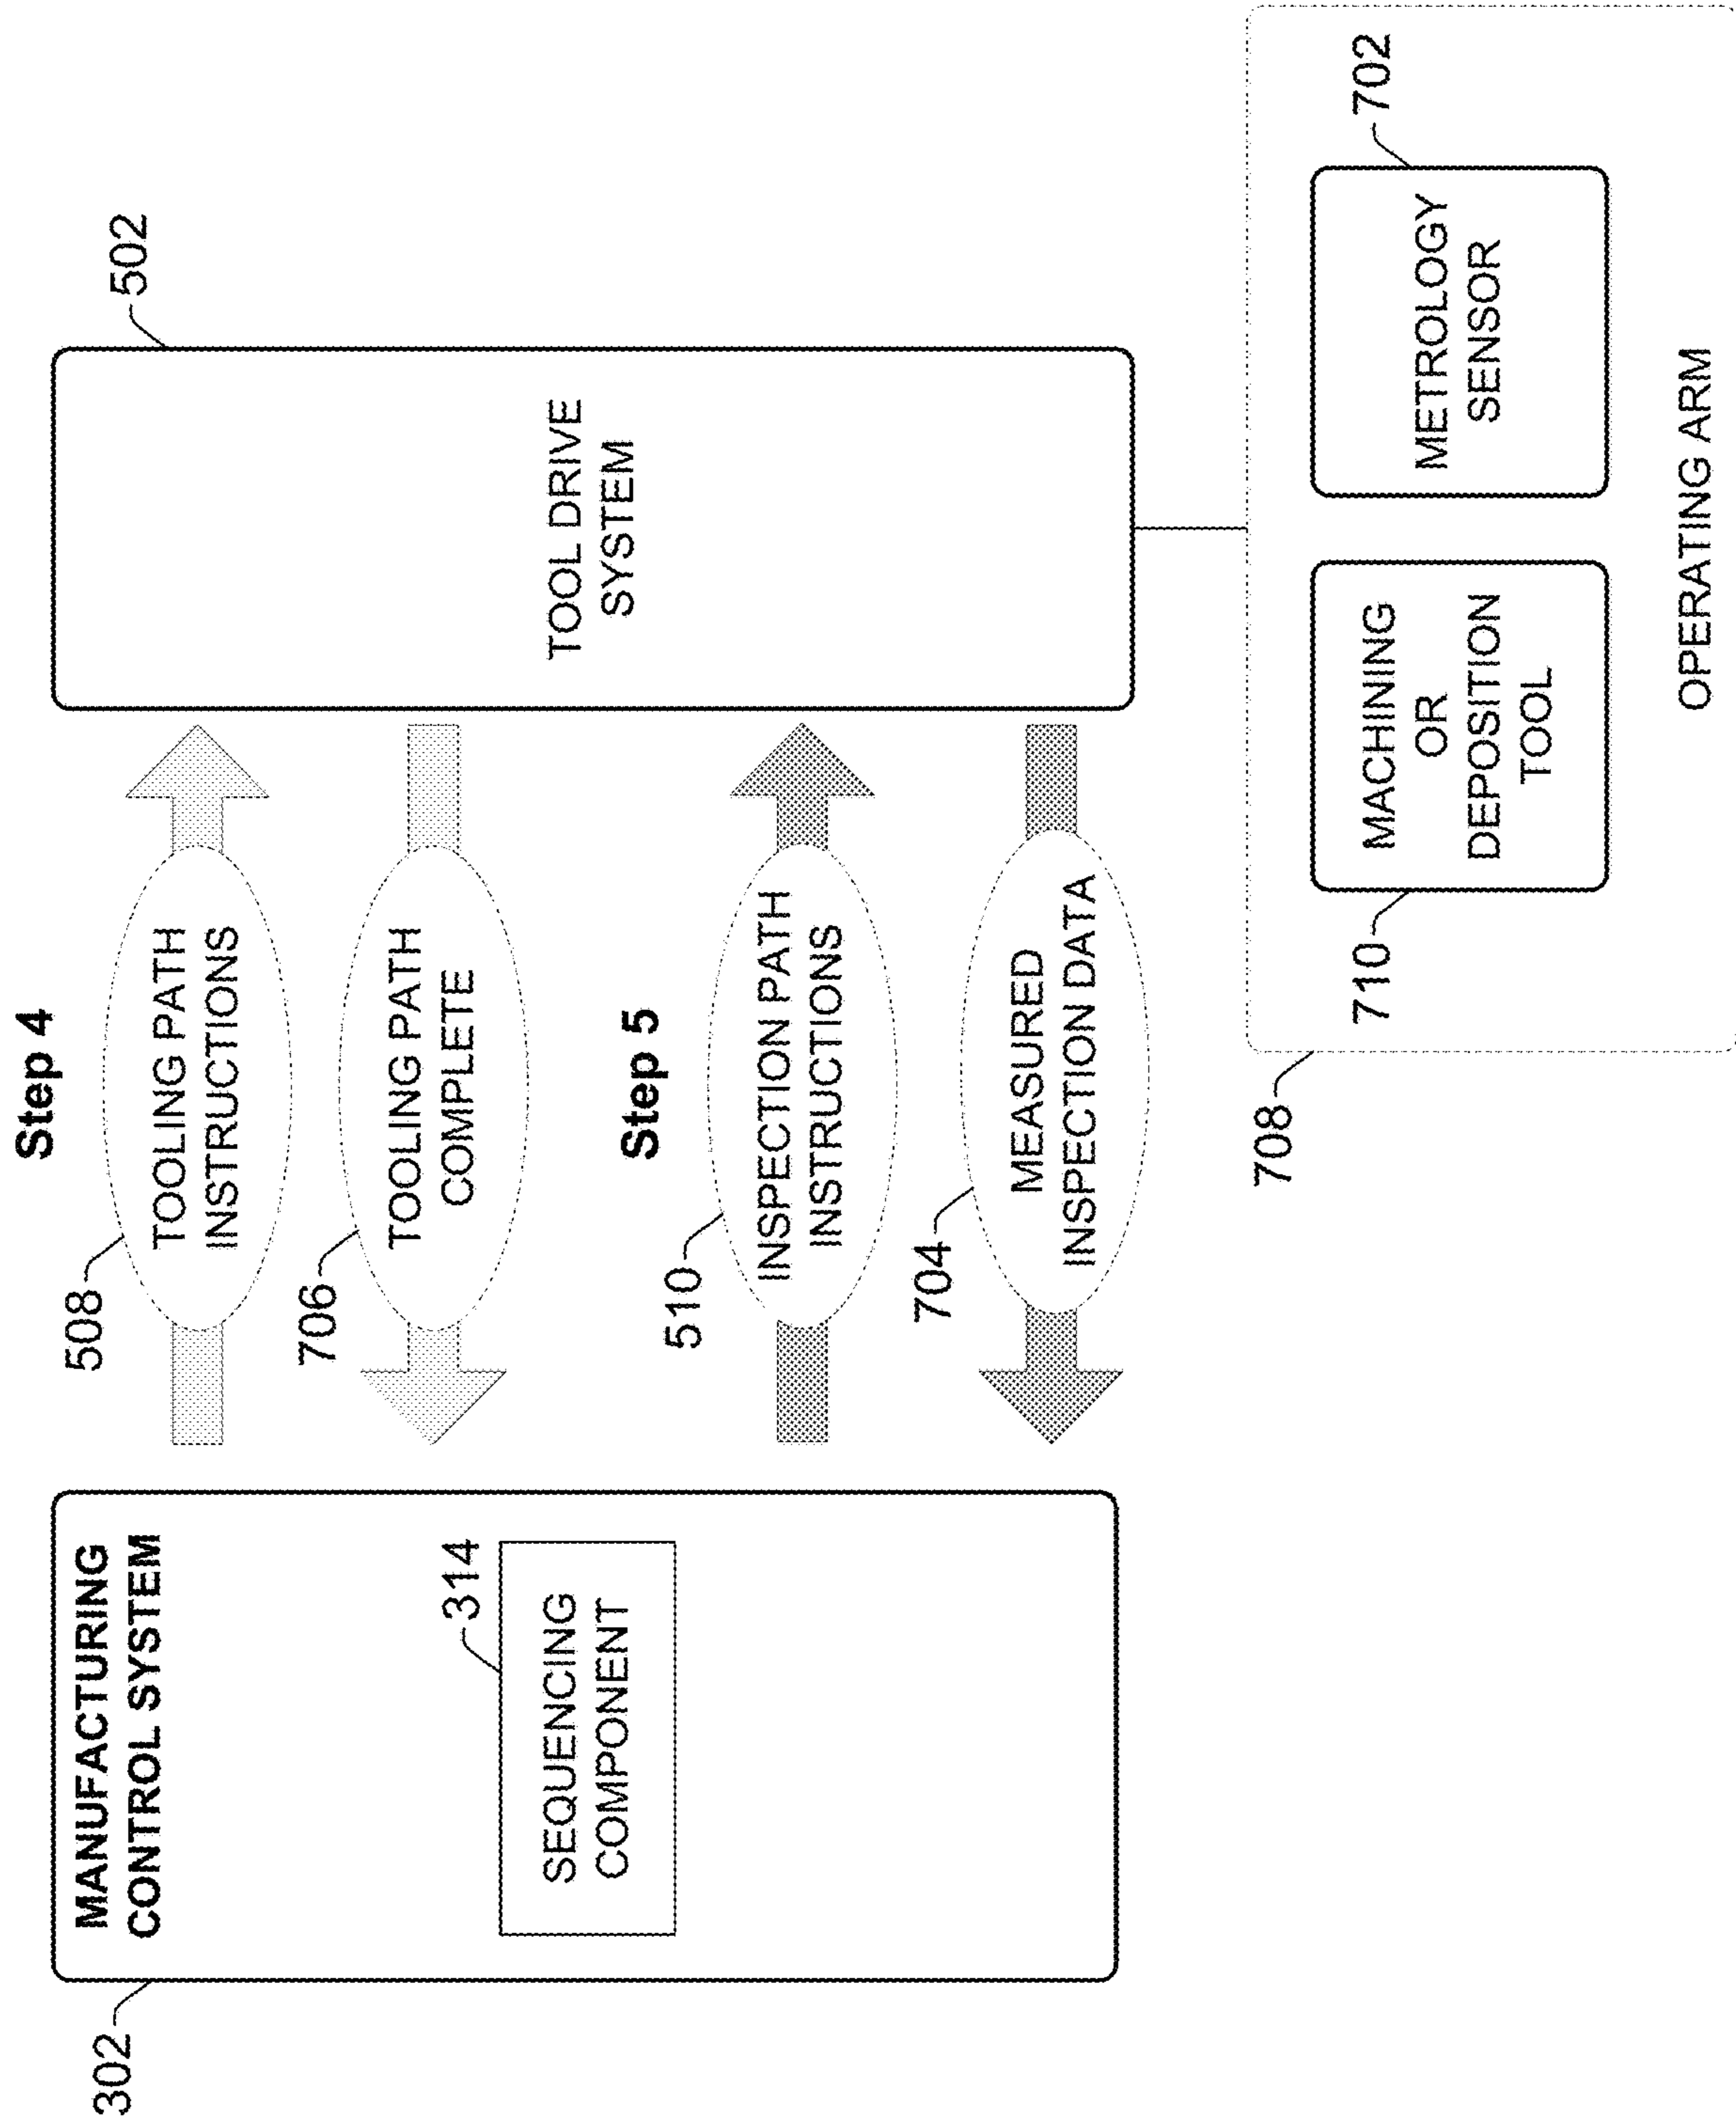 Step 4
302
MANUFACTURING
CONTROL SYSTEM
314
SEQUENCING
COMPONENT
508
TOOLING PATH
INSTRUCTIONS
706
TOOLING PATH
COMPLETE
Step 5
510
INSPECTION PATH
INSTRUCTIONS
704
MEASURED
INSPECTION DATA
502
TOOL DRIVE
SYSTEM
708
710
MACHINING
OR
DEPOSITION
TOOL
702
METROLOGY
SENSOR
OPERATING ARM